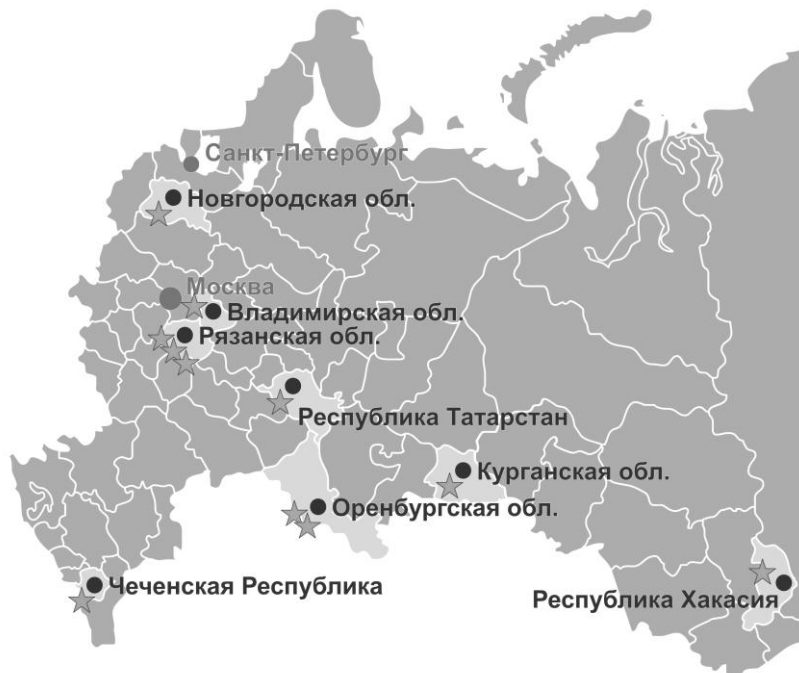 Санкт-Петербург
Новгородская обл.
Москва
Владимирская обл.
Рязанская обл.
Республика Татарстан
Курганская обл.
Оренбургская обл.
Чеченская Республика
Республика Хакасия